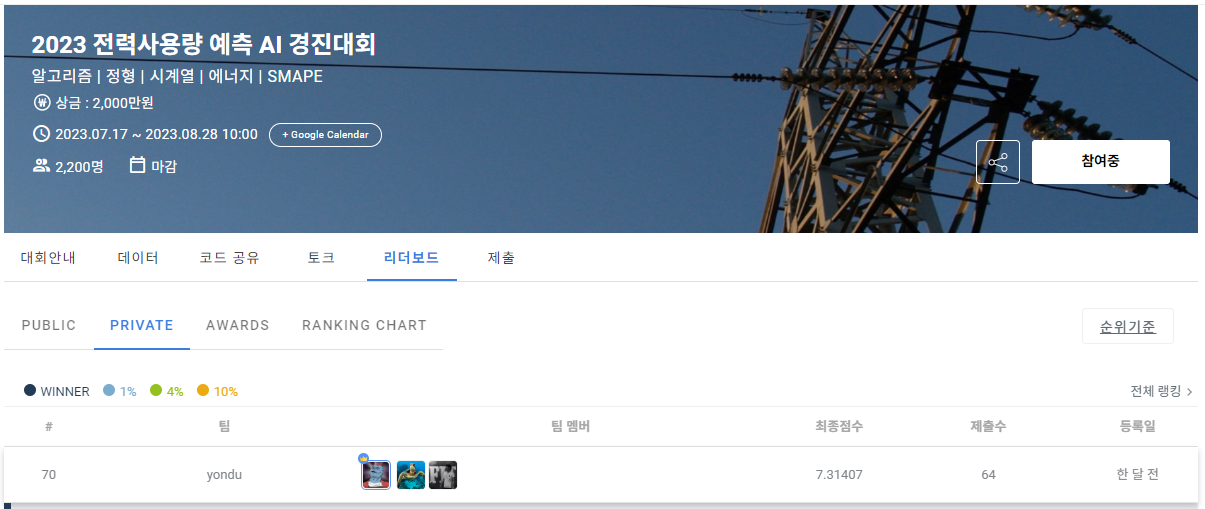 2023 전력사용량 예측 AI 경진대회
알고리즘 | 정형 | 시계열 | 에너지 | SMAPE
상금 : 2,000만원
2023.07.17 ~ 2023.08.28 10:00 + Google Calendar
2,200명 마감
참여중
대회안내 데이터 코드 공유 토크 리더보드 제출
PUBLIC PRIVATE AWARDS RANKING CHART
순위기준
WINNER 1% 4% 10%
전체 랭킹 >
# 팀 팀 멤버 최종점수 제출수 등록일
70 yondu 7.31407 64 한 달 전